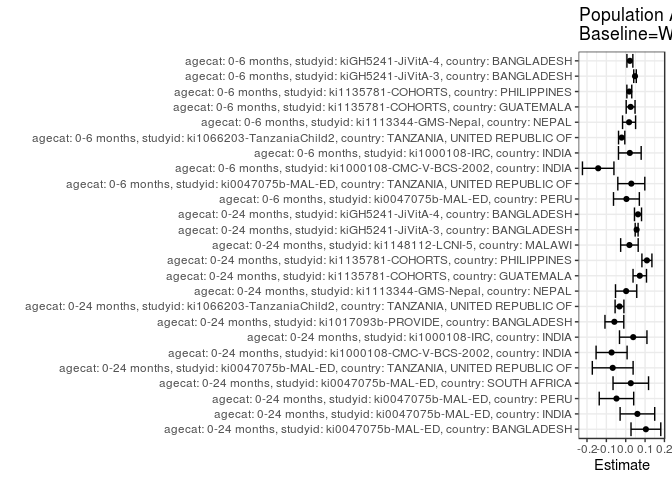 Population A
Baseline=W
agecat: 0-6 months, studyid: kiGH5241-JiVitA-4, country: BANGLADESH
agecat: 0-6 months, studyid: kiGH5241-JiVitA-3, country: BANGLADESH
agecat: 0-6 months, studyid: ki1135781-COHORTS, country: PHILIPPINES
agecat: 0-6 months, studyid: ki1135781-COHORTS, country: GUATEMALA
agecat: 0-6 months, studyid: ki1113344-GMS-Nepal, country: NEPAL
agecat: 0-6 months, studyid: ki1066203-TanzaniaChild2, country: TANZANIA, UNITED REPUBLIC OF
agecat: 0-6 months, studyid: ki1000108-IRC, country: INDIA
agecat: 0-6 months, studyid: ki1000108-CMC-V-BCS-2002, country: INDIA
agecat: 0-6 months, studyid: ki0047075b-MAL-ED, country: TANZANIA, UNITED REPUBLIC OF
agecat: 0-6 months, studyid: ki0047075b-MAL-ED, country: PERU
agecat: 0-24 months, studyid: kiGH5241-JiVitA-4, country: BANGLADESH
agecat: 0-24 months, studyid: kiGH5241-JiVitA-3, country: BANGLADESH
agecat: 0-24 months, studyid: ki1148112-LCNI-5, country: MALAWI
agecat: 0-24 months, studyid: ki1135781-COHORTS, country: PHILIPPINES
agecat: 0-24 months, studyid: ki1135781-COHORTS, country: GUATEMALA
agecat: 0-24 months, studyid: ki1113344-GMS-Nepal, country: NEPAL
agecat: 0-24 months, studyid: ki1066203-TanzaniaChild2, country: TANZANIA, UNITED REPUBLIC OF
agecat: 0-24 months, studyid: ki1017093b-PROVIDE, country: BANGLADESH
agecat: 0-24 months, studyid: ki1000108-IRC, country: INDIA
agecat: 0-24 months, studyid: ki1000108-CMC-V-BCS-2002, country: INDIA
agecat: 0-24 months, studyid: ki0047075b-MAL-ED, country: TANZANIA, UNITED REPUBLIC OF
agecat: 0-24 months, studyid: ki0047075b-MAL-ED, country: SOUTH AFRICA
agecat: 0-24 months, studyid: ki0047075b-MAL-ED, country: PERU
agecat: 0-24 months, studyid: ki0047075b-MAL-ED, country: INDIA
agecat: 0-24 months, studyid: ki0047075b-MAL-ED, country: BANGLADESH
-0.2 -0.1 0.0 0.1 0.2
Estimate